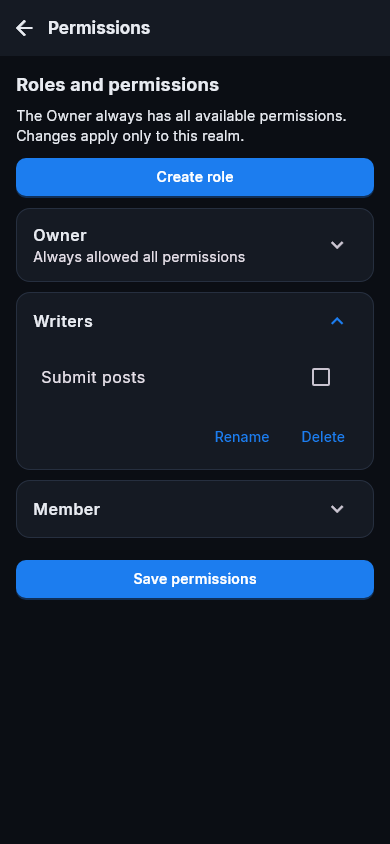 Permissions
Roles and permissions
The Owner always has all available permissions.
Changes apply only to this realm.
Create role
Owner
Always allowed all permissions
Writers
Submit posts
Rename Delete
Member
Save permissions